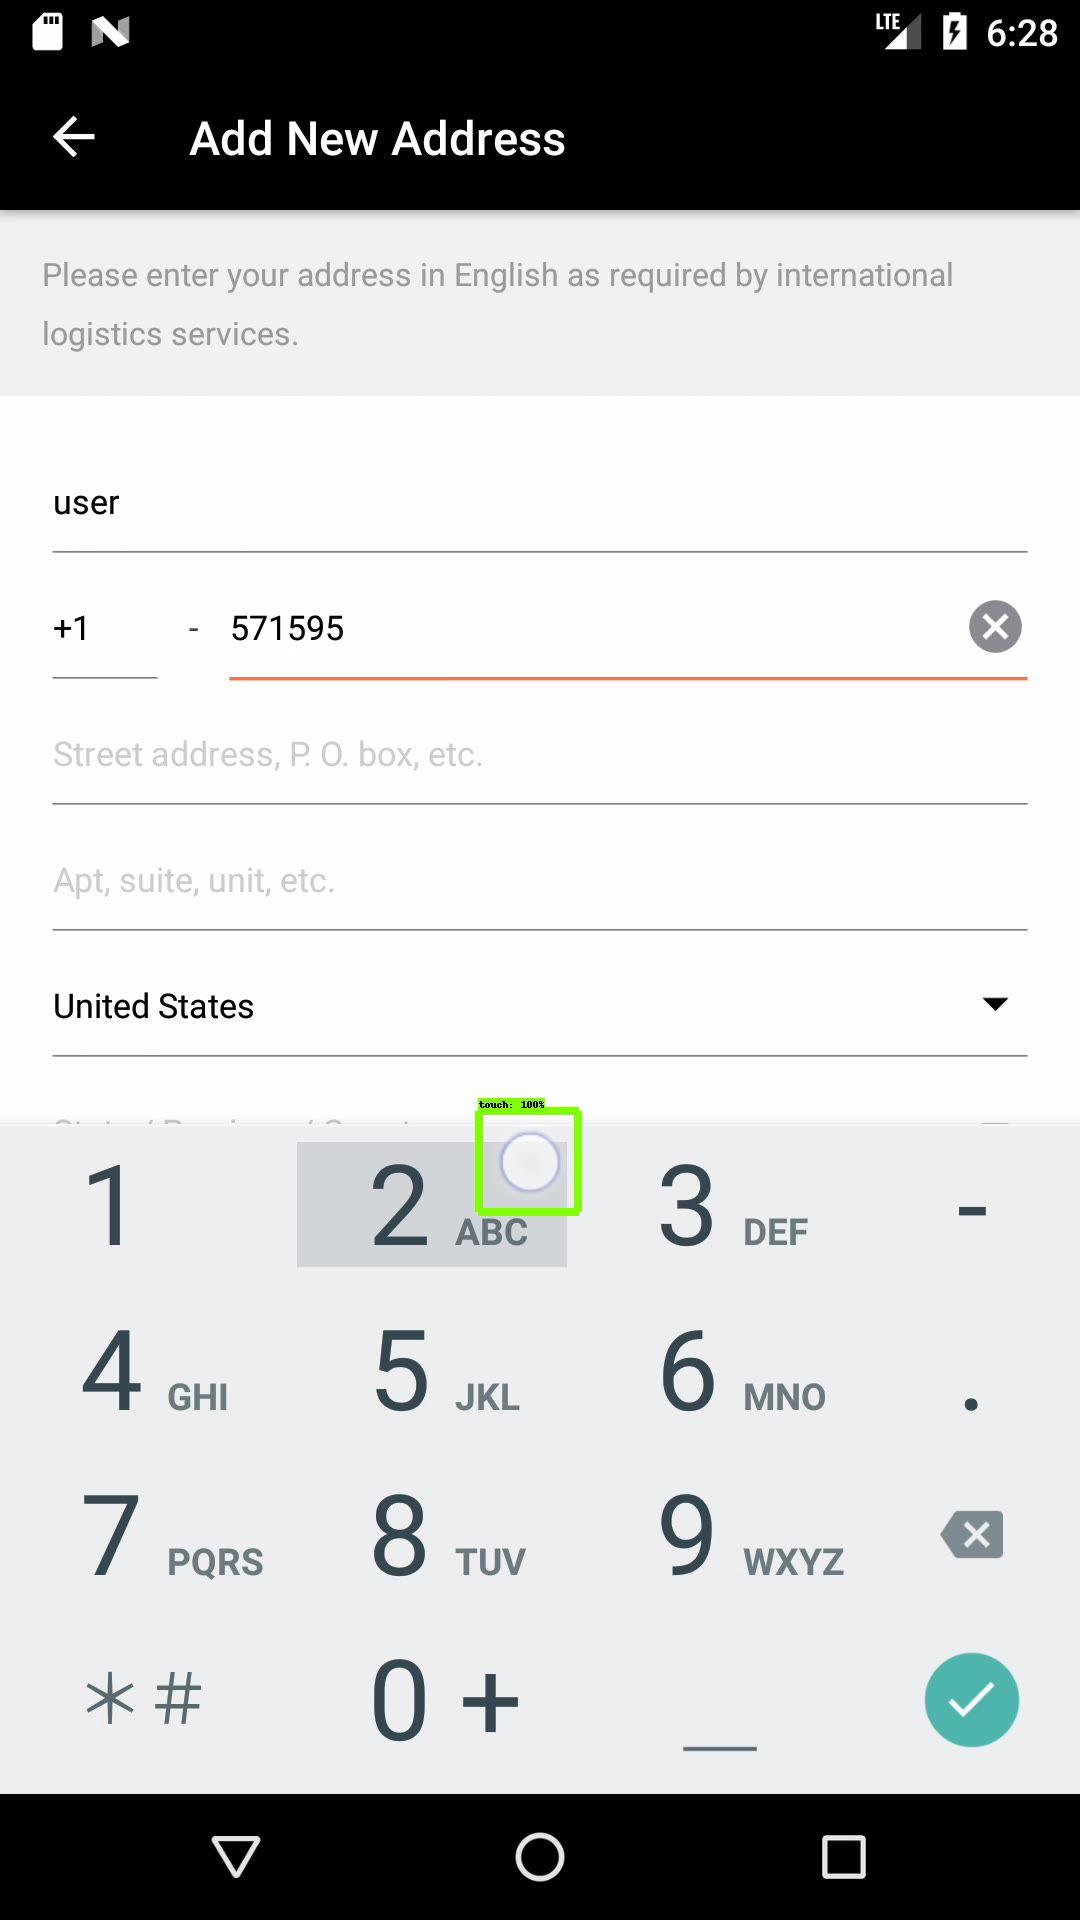 LTE 6:28
Add New Address
Please enter your address in English as required by international
logistics services.
user
+1 - 571595
Street address, P. O. box, etc.
Apt, suite, unit, etc.
United States
touch: 100%
1 2 ABC 3 DEF -
4 GHI 5 JKL 6 MNO .
7 PQRS 8 TUV 9 WXYZ
*# 0 + _